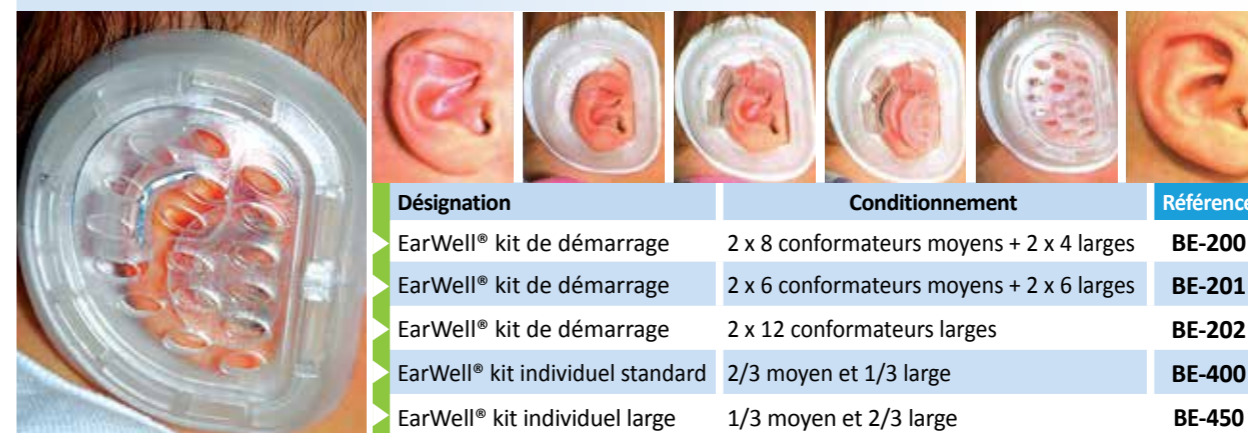 Désignation Conditionnement Référence
EarWell® kit de démarrage 2 x 8 conformateurs moyens + 2 x 4 larges BE-200
EarWell® kit de démarrage 2 x 6 conformateurs moyens + 2 x 6 larges BE-201
EarWell® kit de démarrage 2 x 12 conformateurs larges BE-202
EarWell® kit individuel standard 2/3 moyen et 1/3 large BE-400
EarWell® kit individuel large 1/3 moyen et 2/3 large BE-450